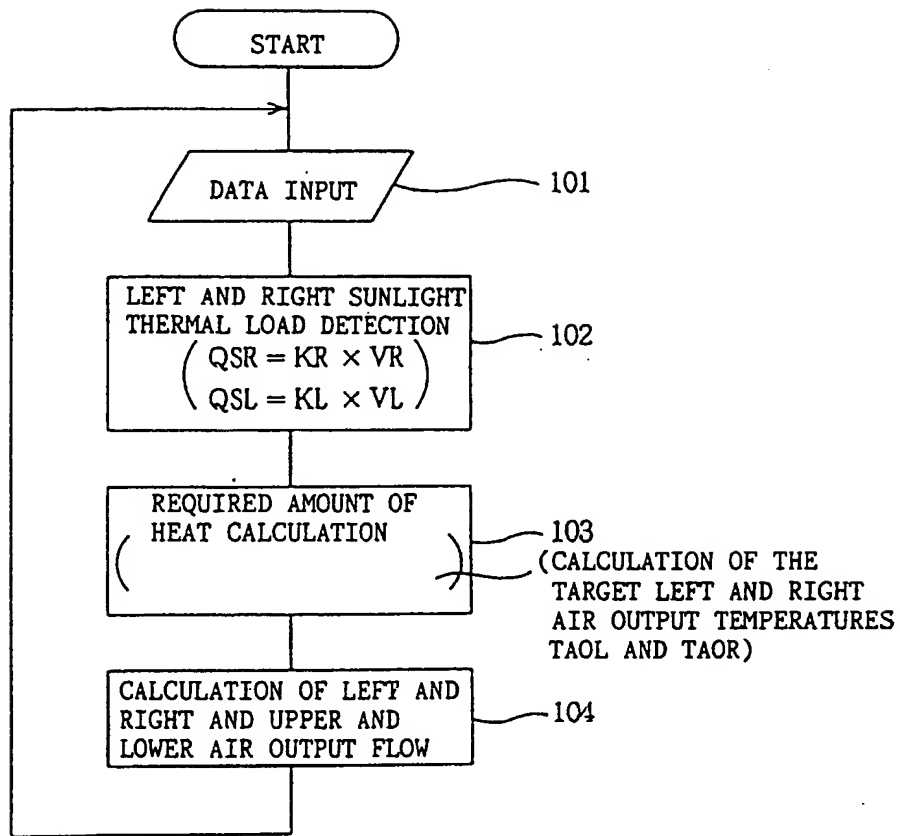 START
DATA INPUT
101
LEFT AND RIGHT SUNLIGHT
THERMAL LOAD DETECTION
( QSR = KR × VR
QSL = KL × VL )
102
REQUIRED AMOUNT OF
HEAT CALCULATION
( )
103
(CALCULATION OF THE
TARGET LEFT AND RIGHT
AIR OUTPUT TEMPERATURES
TAOL AND TAOR)
CALCULATION OF LEFT AND
RIGHT AND UPPER AND
LOWER AIR OUTPUT FLOW
104